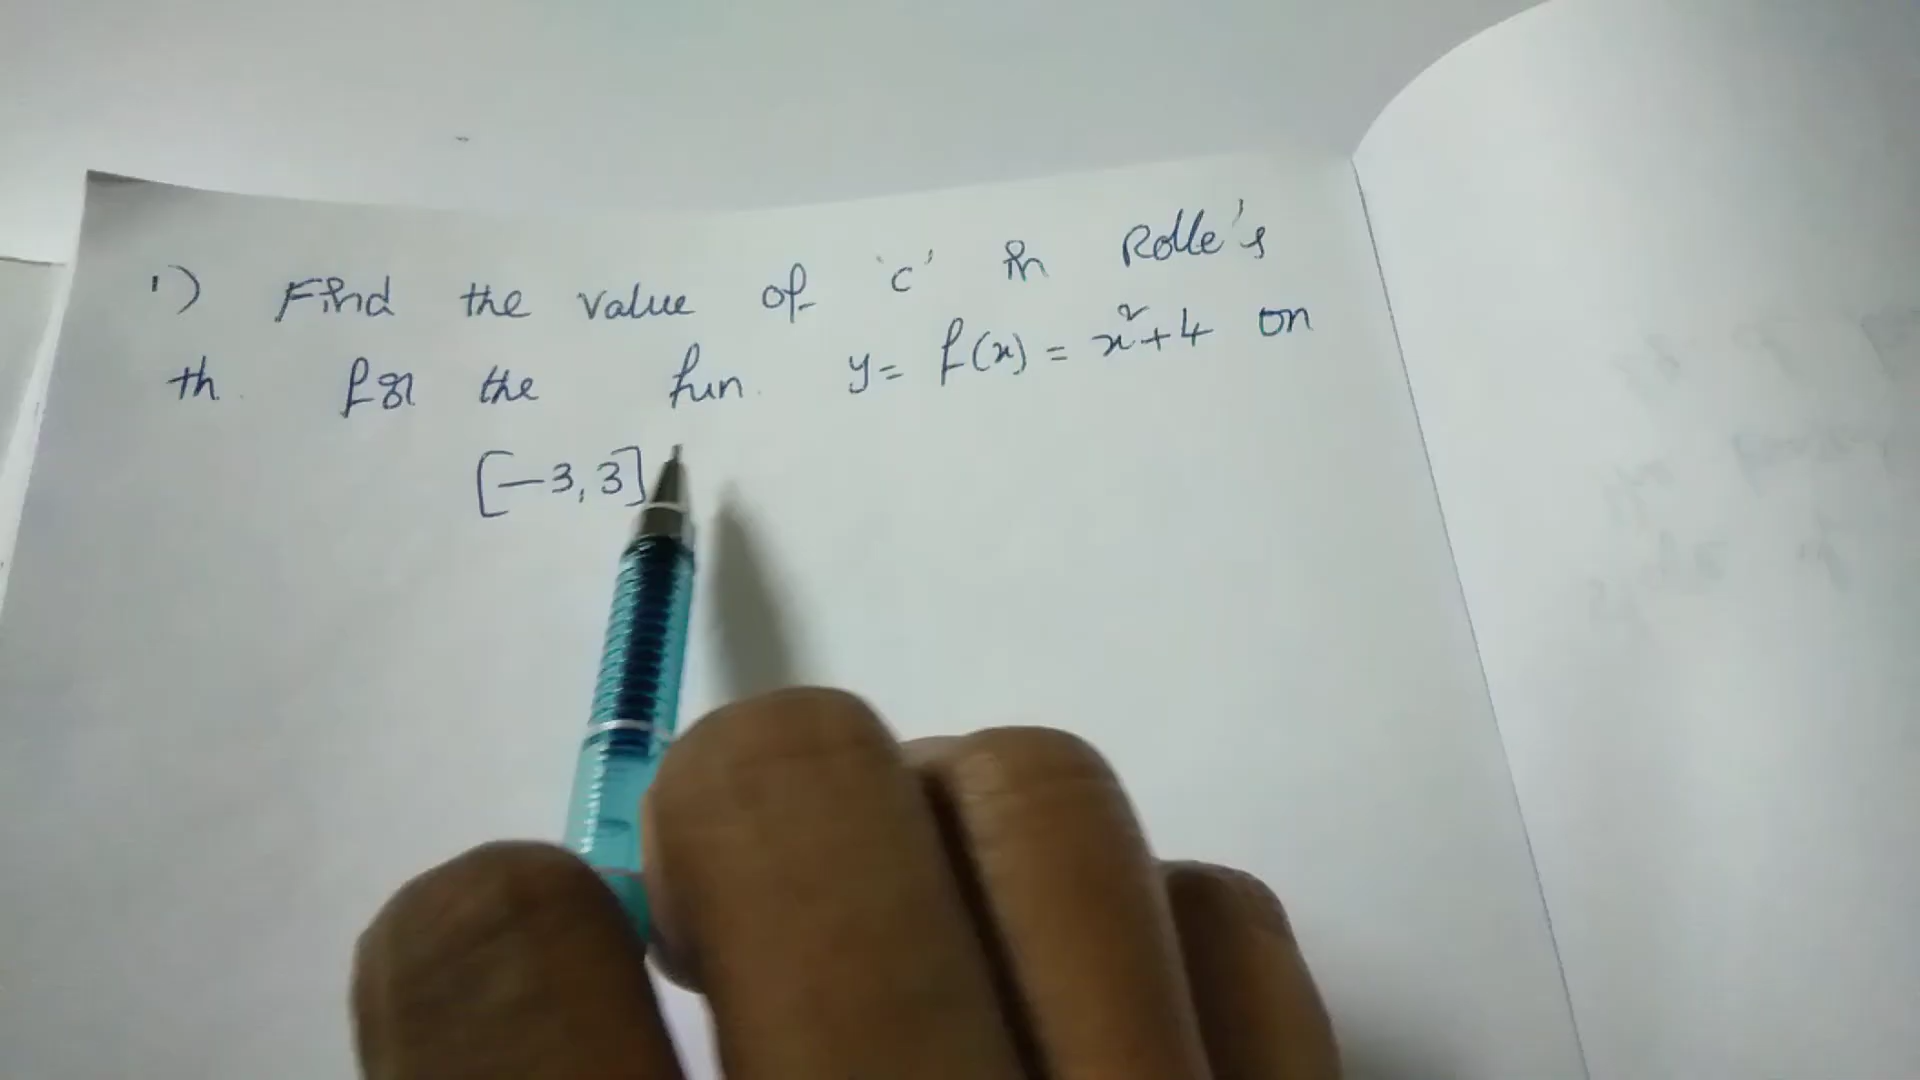 1) Find the value of 'c' in Rolle's
th. for the fun. y= f(x) = x²+4 on
[-3, 3]